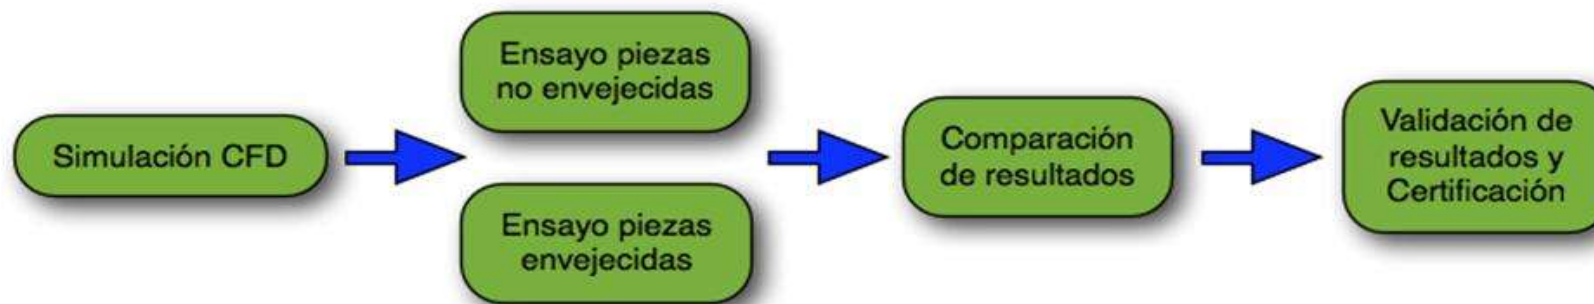 Simulación CFD
Ensayo piezas
no envejecidas
Ensayo piezas
envejecidas
Comparación
de resultados
Validación de
resultados y
Certificación